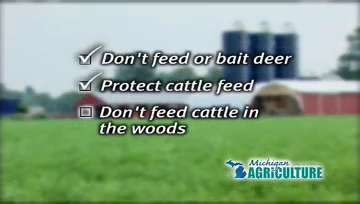 Don't feed or bait deer
Protect cattle feed
Don't feed cattle in
the woods
Michigan
AGRICULTURE